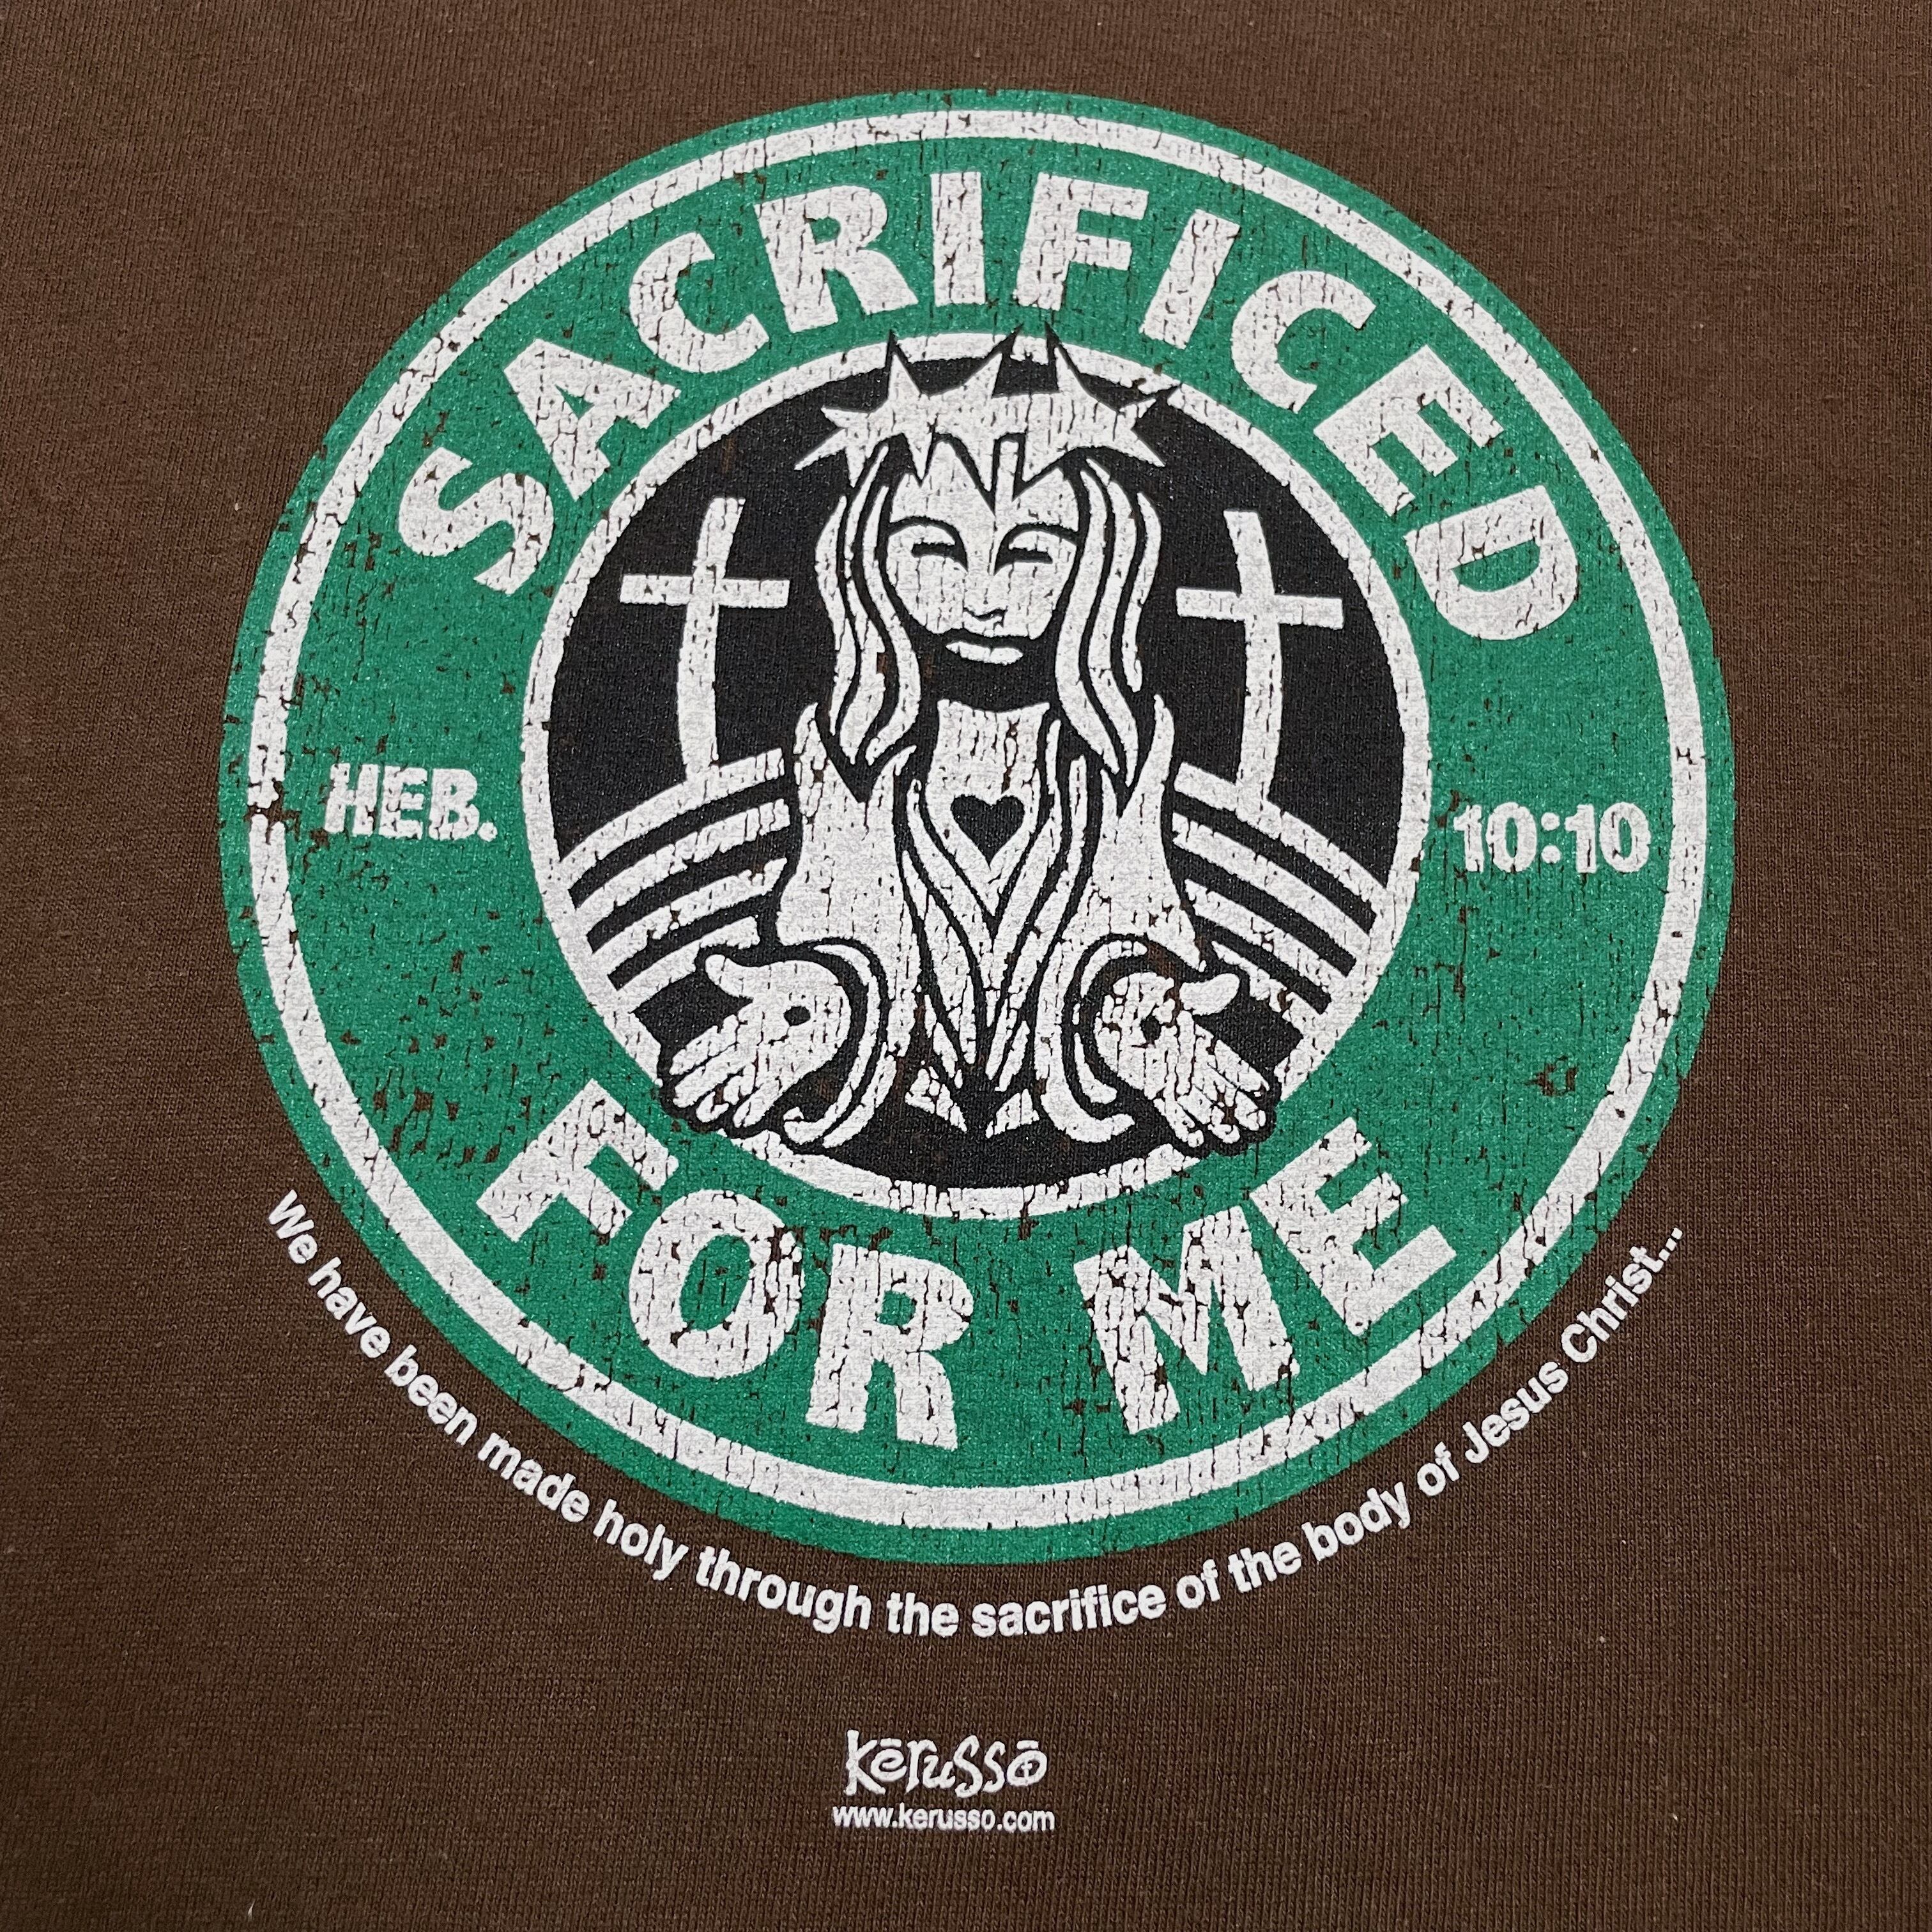 SACRIFICED
HEB.
10:10
FOR ME
We have been made holy through the sacrifice of the body of Jesus Christ...
kērussō
www.kerusso.com